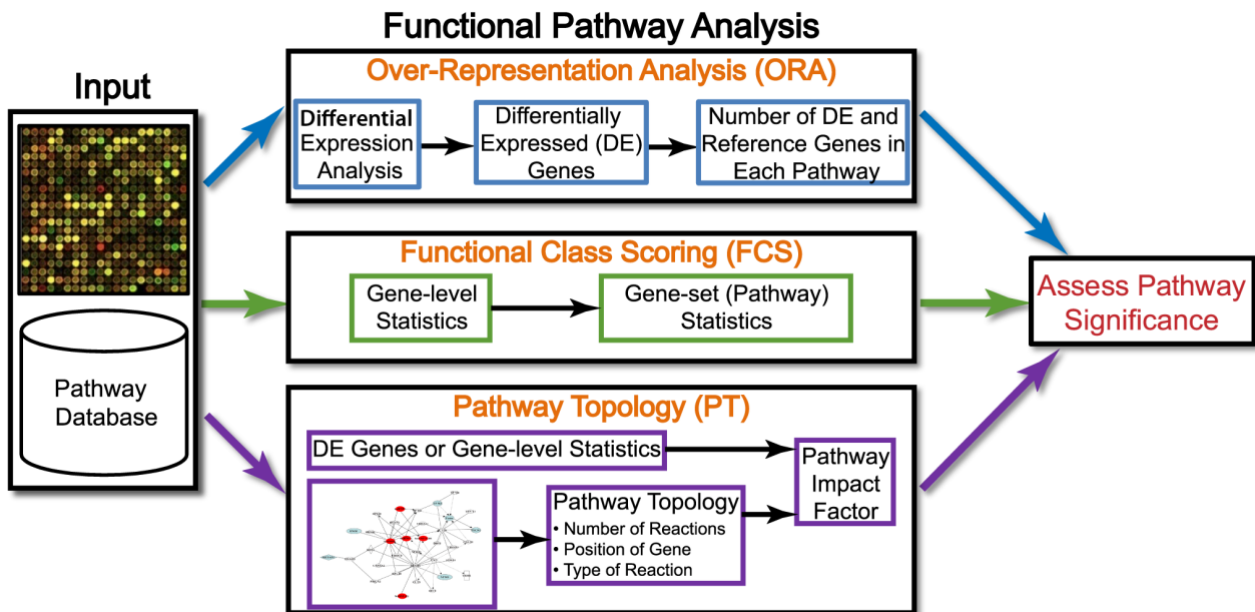 Functional Pathway Analysis
Input
Pathway
Database
Over-Representation Analysis (ORA)
Differential
Expression
Analysis
Differentially
Expressed (DE)
Genes
Number of DE and
Reference Genes in
Each Pathway
Functional Class Scoring (FCS)
Gene-level
Statistics
Gene-set (Pathway)
Statistics
Pathway Topology (PT)
DE Genes or Gene-level Statistics
Pathway Topology
• Number of Reactions
• Position of Gene
• Type of Reaction
Pathway
Impact
Factor
Assess Pathway
Significance